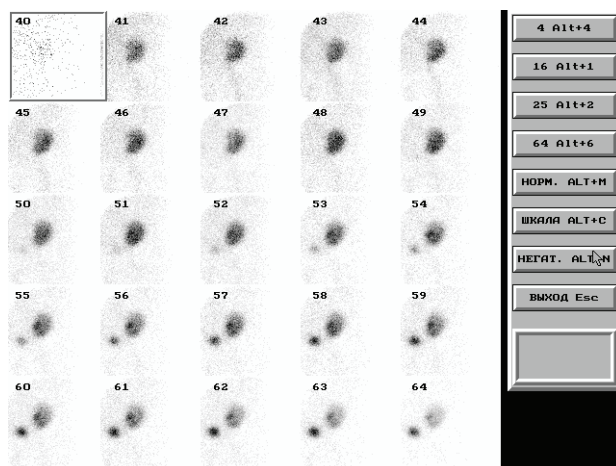 40 41 42 43 44
45 46 47 48 49
50 51 52 53 54
55 56 57 58 59
60 61 62 63 64
4 Alt+4
16 Alt+1
25 Alt+2
64 Alt+6
НОРМ. ALT+M
ШКАЛА ALT+C
НЕГАТ. ALT+N
ВЫХОД Esc